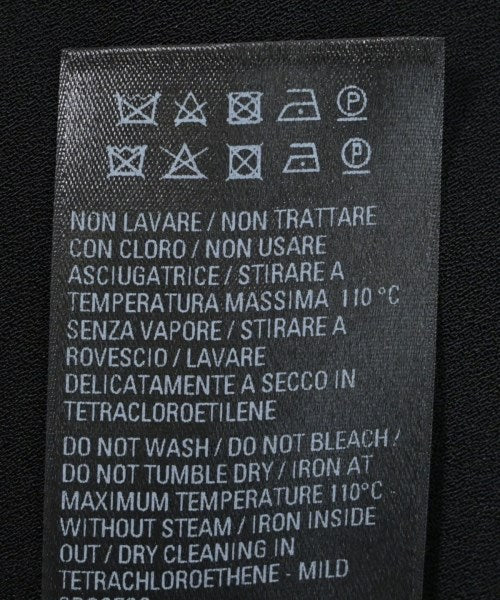 P
P
NON LAVARE / NON TRATTARE
CON CLORO / NON USARE
ASCIUGATRICE / STIRARE A
TEMPERATURA MASSIMA 110 °C
SENZA VAPORE / STIRARE A
ROVESCIO / LAVARE
DELICATAMENTE A SECCO IN
TETRACLOROETILENE
DO NOT WASH / DO NOT BLEACH /
DO NOT TUMBLE DRY / IRON AT
MAXIMUM TEMPERATURE 110°C -
WITHOUT STEAM / IRON INSIDE
OUT / DRY CLEANING IN
TETRACHLOROETHENE - MILD